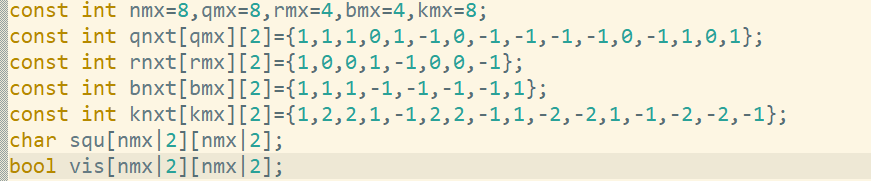 const int nmx=8,qmx=8,rmx=4,bmx=4,kmx=8;
const int qnxt[qmx][2]={1,1,1,0,1,-1,0,-1,-1,-1,-1,0,-1,1,0,1};
const int rnxt[rmx][2]={1,0,0,1,-1,0,0,-1};
const int bnxt[bmx][2]={1,1,1,-1,-1,-1,-1,1};
const int knxt[kmx][2]={1,2,2,1,-1,2,2,-1,1,-2,-2,1,-1,-2,-2,-1};
char squ[nmx|2][nmx|2];
bool vis[nmx|2][nmx|2];